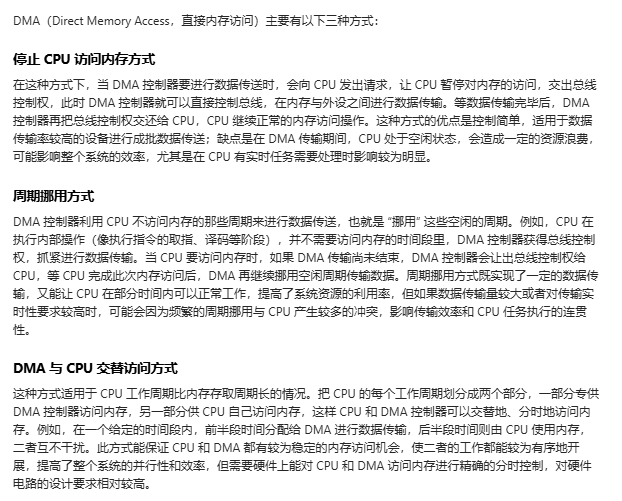 DMA（Direct Memory Access，直接内存访问）主要有以下三种方式：
停止 CPU 访问内存方式
在这种方式下，当 DMA 控制器要进行数据传送时，会向 CPU 发出请求，让 CPU 暂停对内存的访问，交出总线
控制权，此时 DMA 控制器就可以直接控制总线，在内存与外设之间进行数据传输。等数据传输完毕后，DMA
控制器再把总线控制权交还给 CPU，CPU 继续正常的内存访问操作。这种方式的优点是控制简单，适用于数据
传输率较高的设备进行成批数据传送；缺点是在 DMA 传输期间，CPU 处于空闲状态，会造成一定的资源浪费，
可能影响整个系统的效率，尤其是在 CPU 有实时任务需要处理时影响较为明显。
周期挪用方式
DMA 控制器利用 CPU 不访问内存的那些周期来进行数据传送，也就是 “挪用” 这些空闲的周期。例如，CPU 在
执行内部操作（像执行指令的取指、译码等阶段），并不需要访问内存的时间段里，DMA 控制器获得总线控制
权，抓紧进行数据传输。当 CPU 要访问内存时，如果 DMA 传输尚未结束，DMA 控制器会让出总线控制权给
CPU，等 CPU 完成此次内存访问后，DMA 再继续挪用空闲周期传输数据。周期挪用方式既实现了一定的数据传
输，又能让 CPU 在部分时间内可以正常工作，提高了系统资源的利用率，但如果数据传输量较大或者对传输实
时性要求较高时，可能会因为频繁的周期挪用与 CPU 产生较多的冲突，影响传输效率和 CPU 任务执行的连贯
性。
DMA 与 CPU 交替访问方式
这种方式适用于 CPU 工作周期比内存存取周期长的情况。把 CPU 的每个工作周期划分成两个部分，一部分专供
DMA 控制器访问内存，另一部分供 CPU 自己访问内存，这样 CPU 和 DMA 控制器可以交替地、分时地访问内
存。例如，在一个给定的时间段内，前半段时间分配给 DMA 进行数据传输，后半段时间则由 CPU 使用内存，
二者互不干扰。此方式能保证 CPU 和 DMA 都有较为稳定的内存访问机会，使二者的工作都能较为有序地开
展，提高了整个系统的并行性和效率，但需要硬件上能对 CPU 和 DMA 访问内存进行精确的分时控制，对硬件
电路的设计要求相对较高。